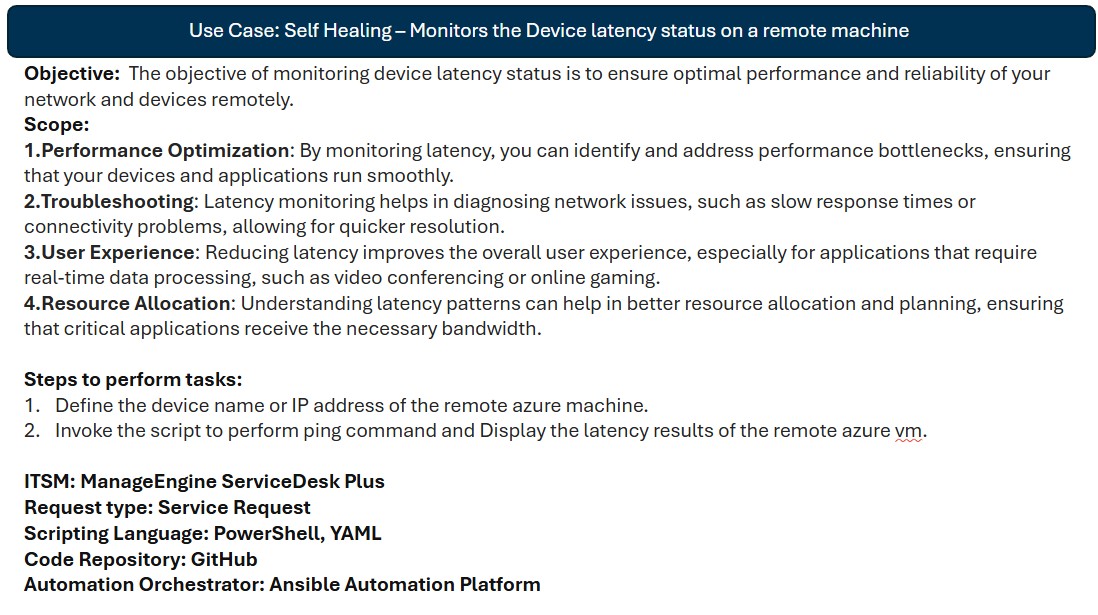 Use Case: Self Healing – Monitors the Device latency status on a remote machine
Objective: The objective of monitoring device latency status is to ensure optimal performance and reliability of your
network and devices remotely.
Scope:
1.Performance Optimization: By monitoring latency, you can identify and address performance bottlenecks, ensuring
that your devices and applications run smoothly.
2.Troubleshooting: Latency monitoring helps in diagnosing network issues, such as slow response times or
connectivity problems, allowing for quicker resolution.
3.User Experience: Reducing latency improves the overall user experience, especially for applications that require
real-time data processing, such as video conferencing or online gaming.
4.Resource Allocation: Understanding latency patterns can help in better resource allocation and planning, ensuring
that critical applications receive the necessary bandwidth.
Steps to perform tasks:
1. Define the device name or IP address of the remote azure machine.
2. Invoke the script to perform ping command and Display the latency results of the remote azure vm.
ITSM: ManageEngine ServiceDesk Plus
Request type: Service Request
Scripting Language: PowerShell, YAML
Code Repository: GitHub
Automation Orchestrator: Ansible Automation Platform